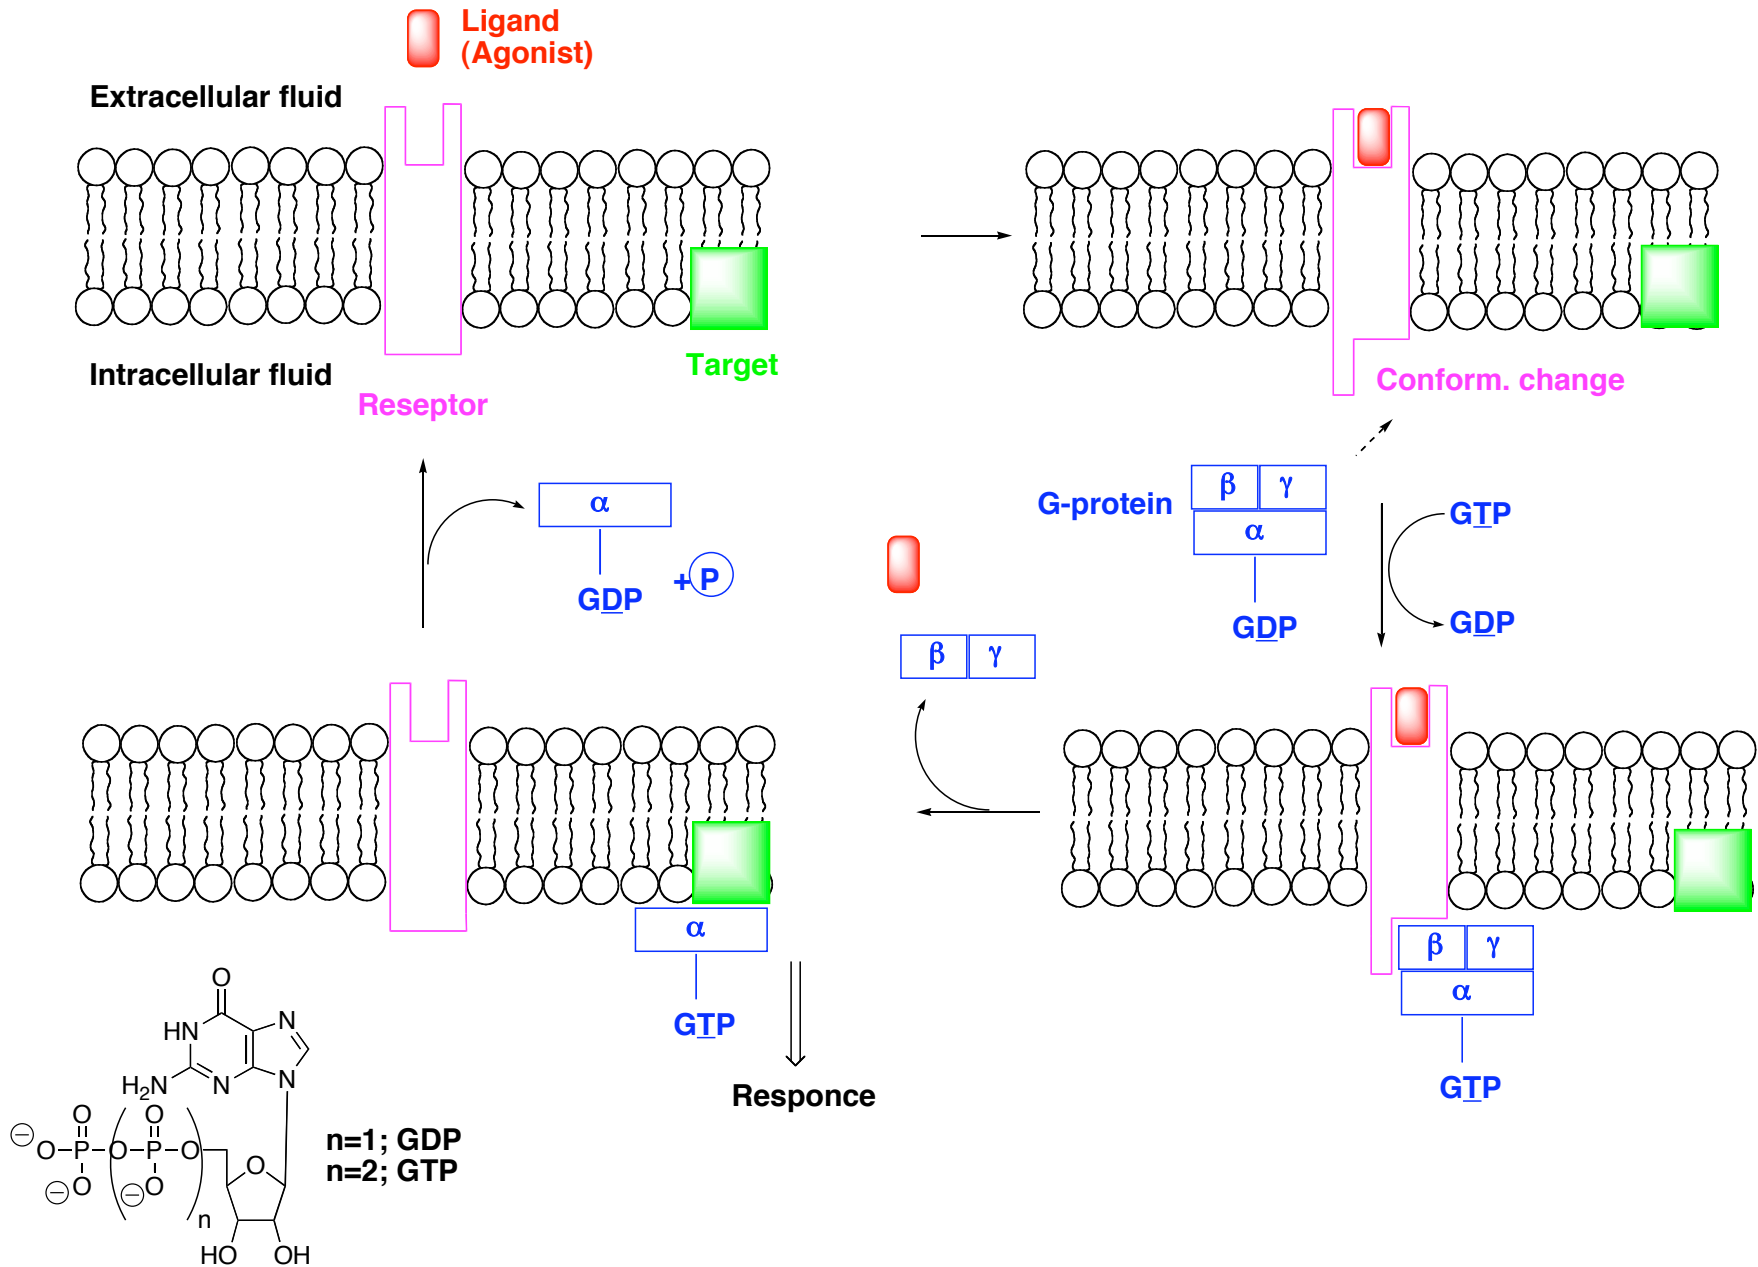 Ligand
(Agonist)
Extracellular fluid
Intracellular fluid
Target
Reseptor
Conform. change
α
GDP
+ P
G-protein
β γ
α
GDP
GTP
GDP
β γ
α
GTP
Responce
β γ
α
GTP
O
HN
N
H2N
N
N
O
O
O
P
O
P
O
O
O
O
n
HO
OH
n=1; GDP
n=2; GTP